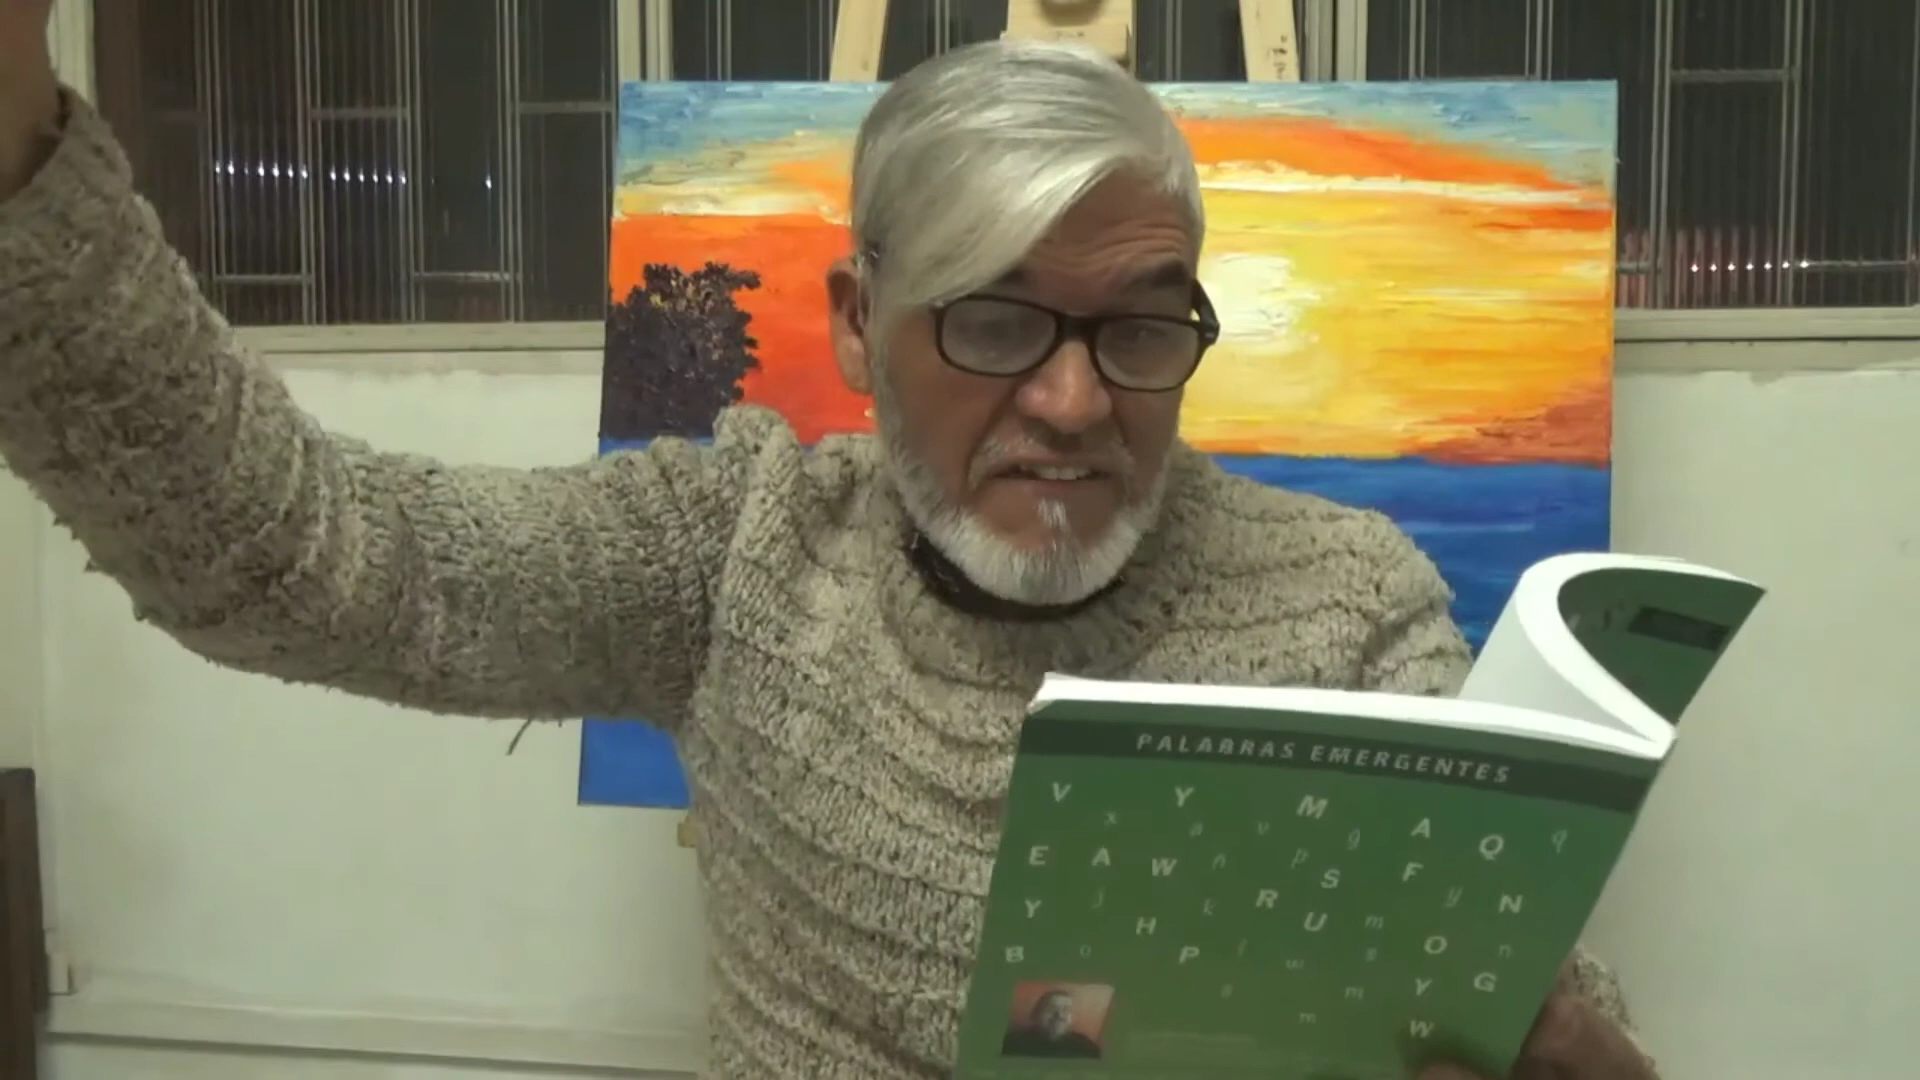 PALABRAS EMERGENTES
V Y M A Q q
x a v g
E A W ñ p S F y N
Y j k R U m
B o H P f w s O n G
s m Y
m W